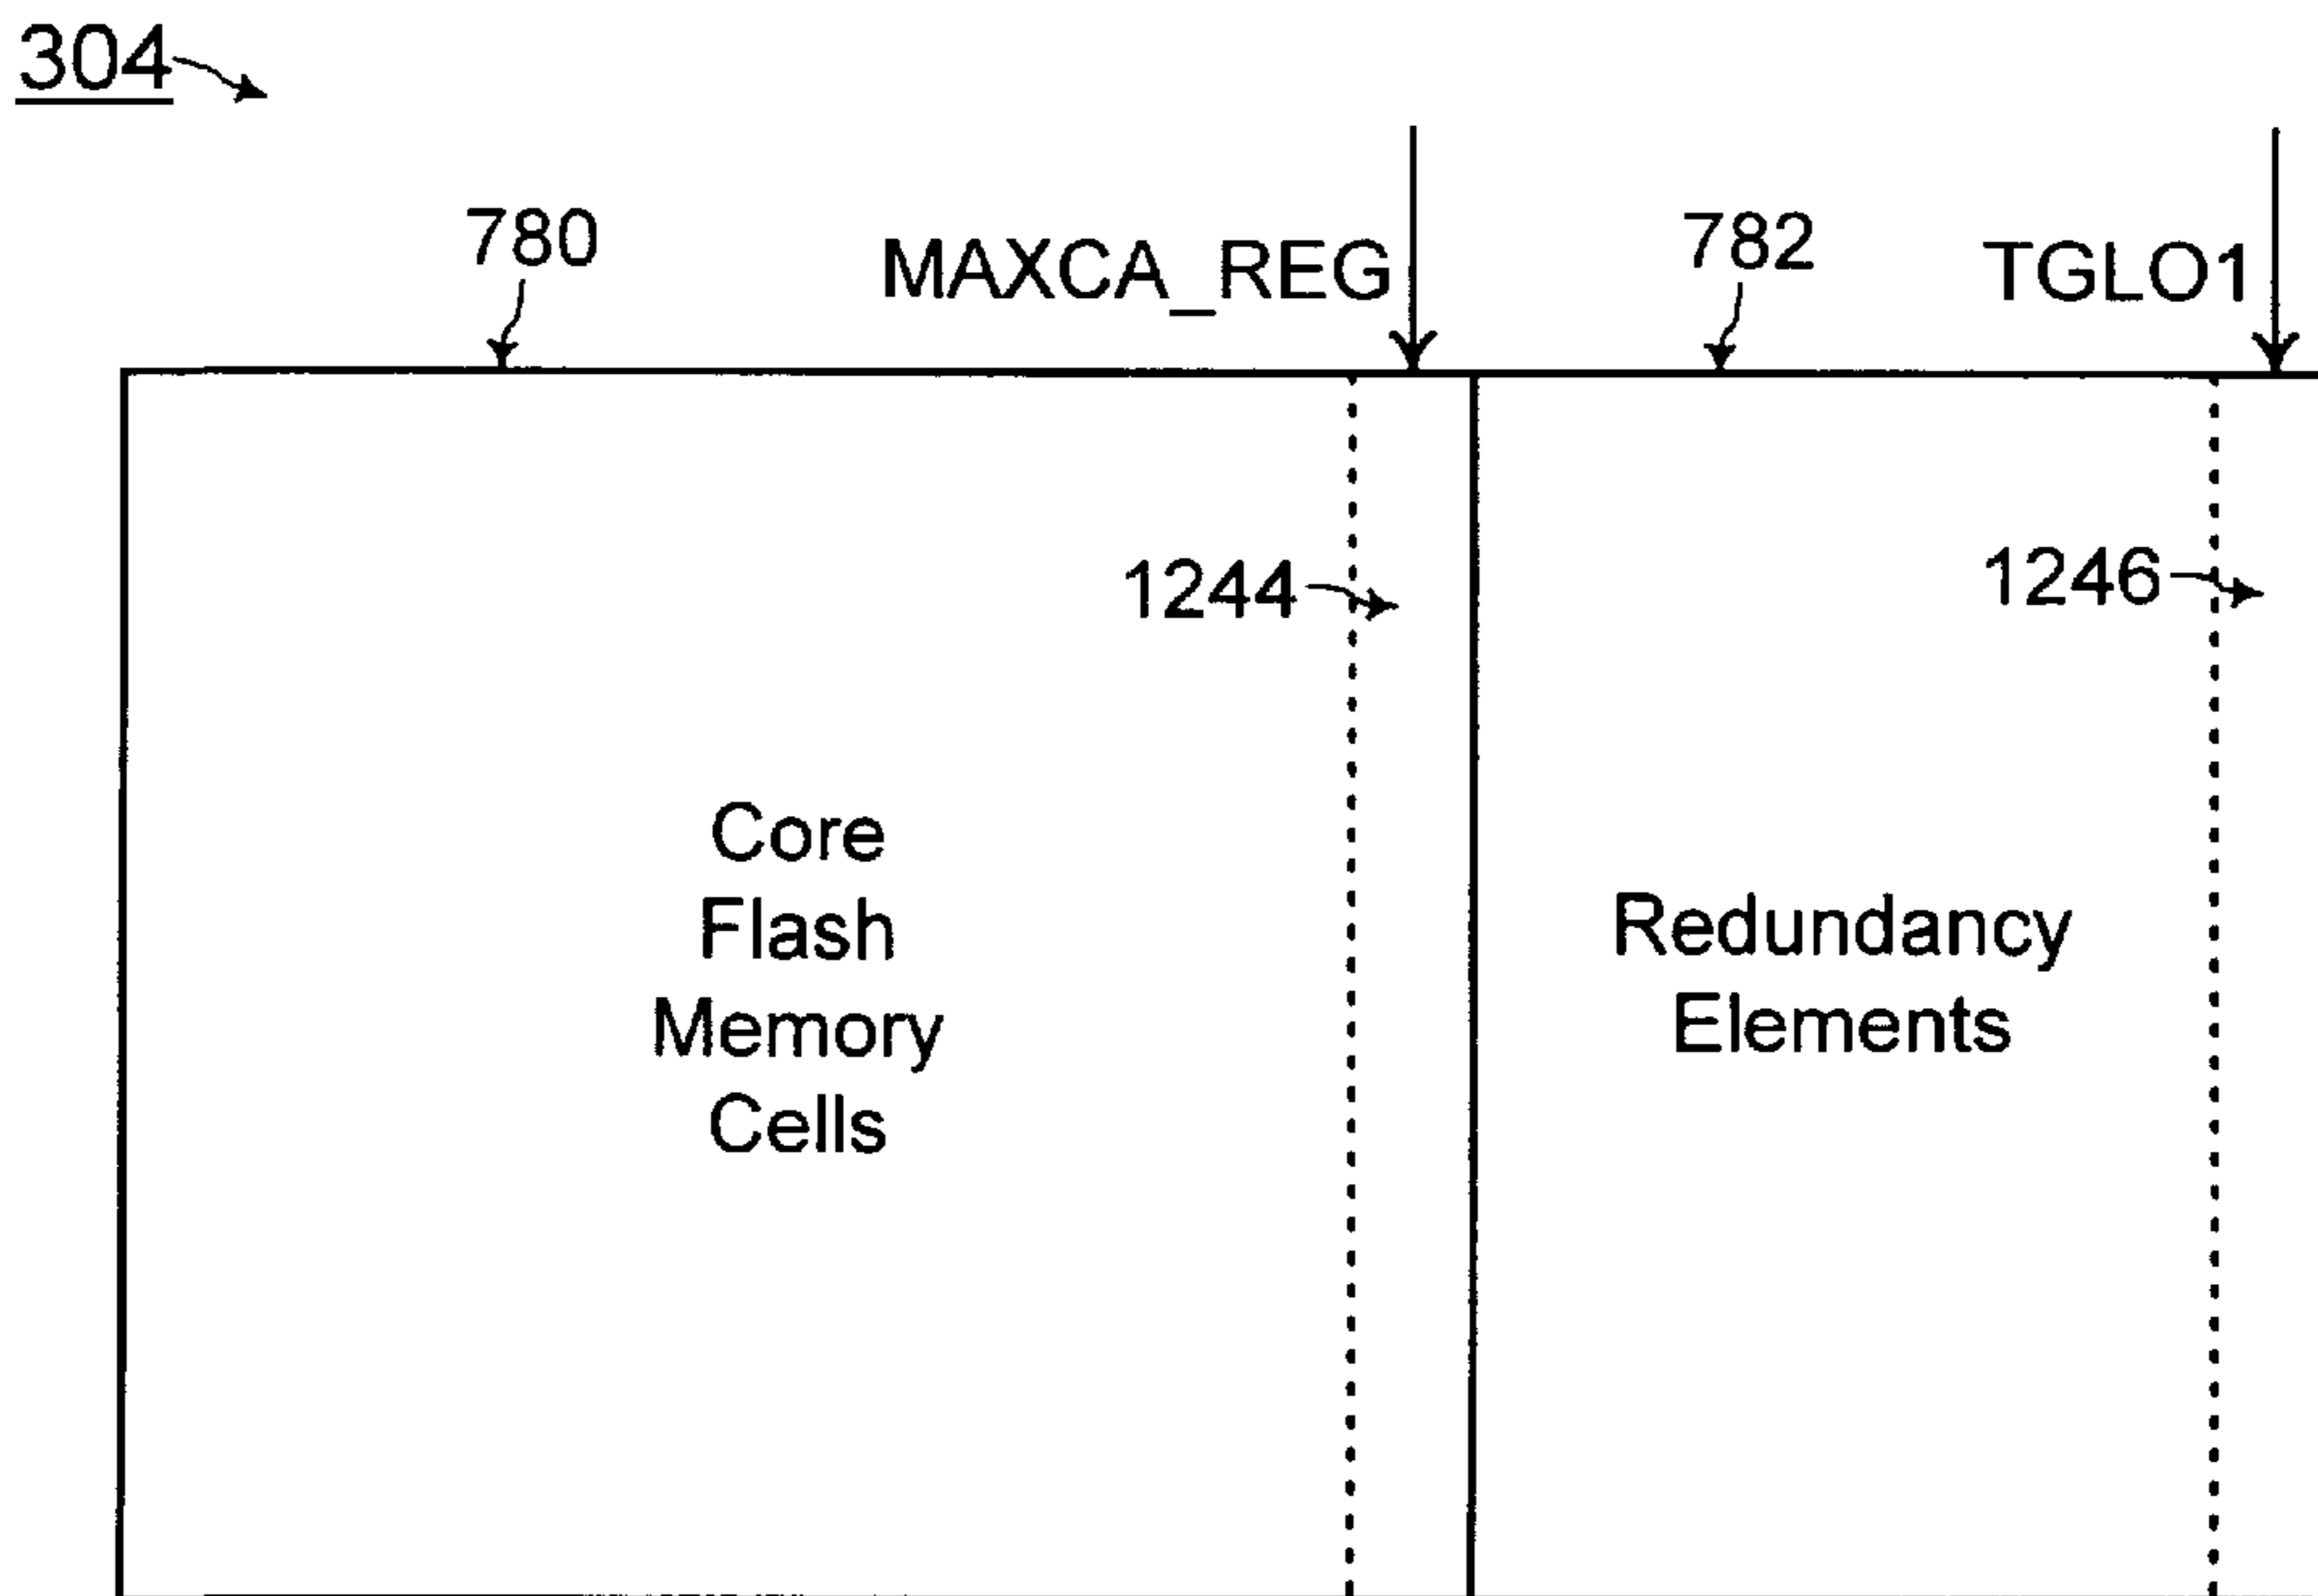 304
780
MAXCA_REG
782
TGLO1
1244
1246
Core
Flash
Memory
Cells
Redundancy
Elements